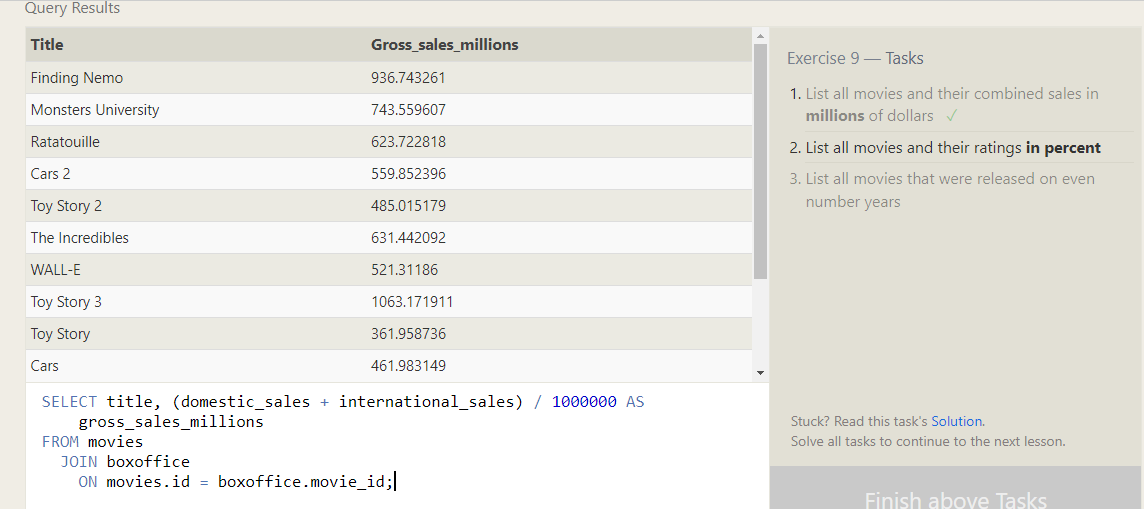 Query Results
Title Gross_sales_millions
Finding Nemo 936.743261
Monsters University 743.559607
Ratatouille 623.722818
Cars 2 559.852396
Toy Story 2 485.015179
The Incredibles 631.442092
WALL-E 521.31186
Toy Story 3 1063.171911
Toy Story 361.958736
Cars 461.983149
SELECT title, (domestic_sales + international_sales) / 1000000 AS
gross_sales_millions
FROM movies
JOIN boxoffice
ON movies.id = boxoffice.movie_id;
Exercise 9 — Tasks
1. List all movies and their combined sales in
millions of dollars ✓
2. List all movies and their ratings in percent
3. List all movies that were released on even
number years
Stuck? Read this task's Solution.
Solve all tasks to continue to the next lesson.
Finish above Tasks